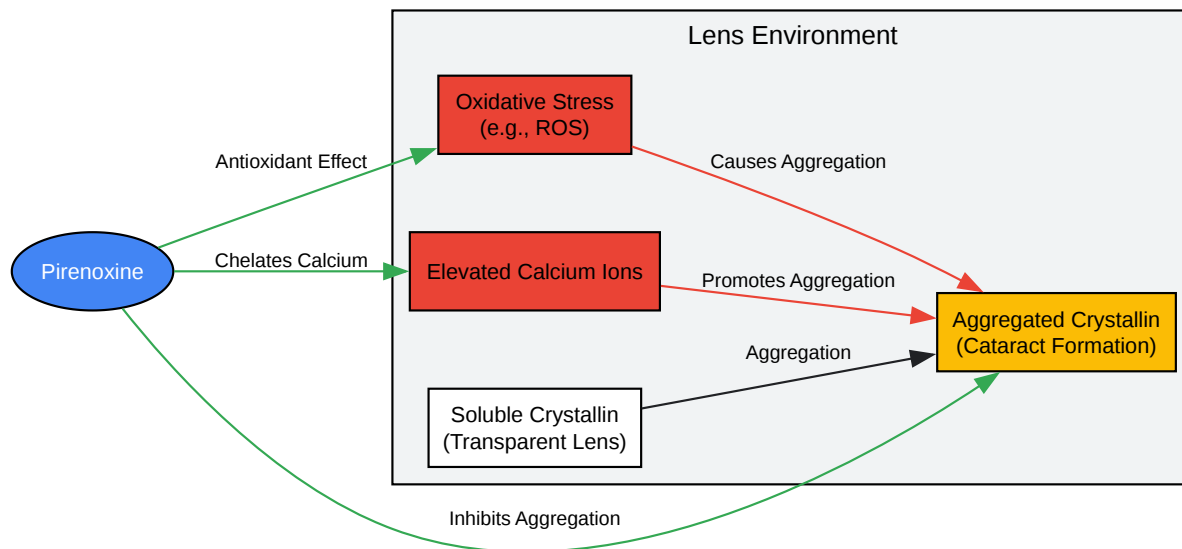 Lens Environment
Oxidative Stress
(e.g., ROS)
Antioxidant Effect
Causes Aggregation
Pirenoxine
Chelates Calcium
Elevated Calcium Ions
Promotes Aggregation
Aggregated Crystallin
(Cataract Formation)
Aggregation
Soluble Crystallin
(Transparent Lens)
Inhibits Aggregation